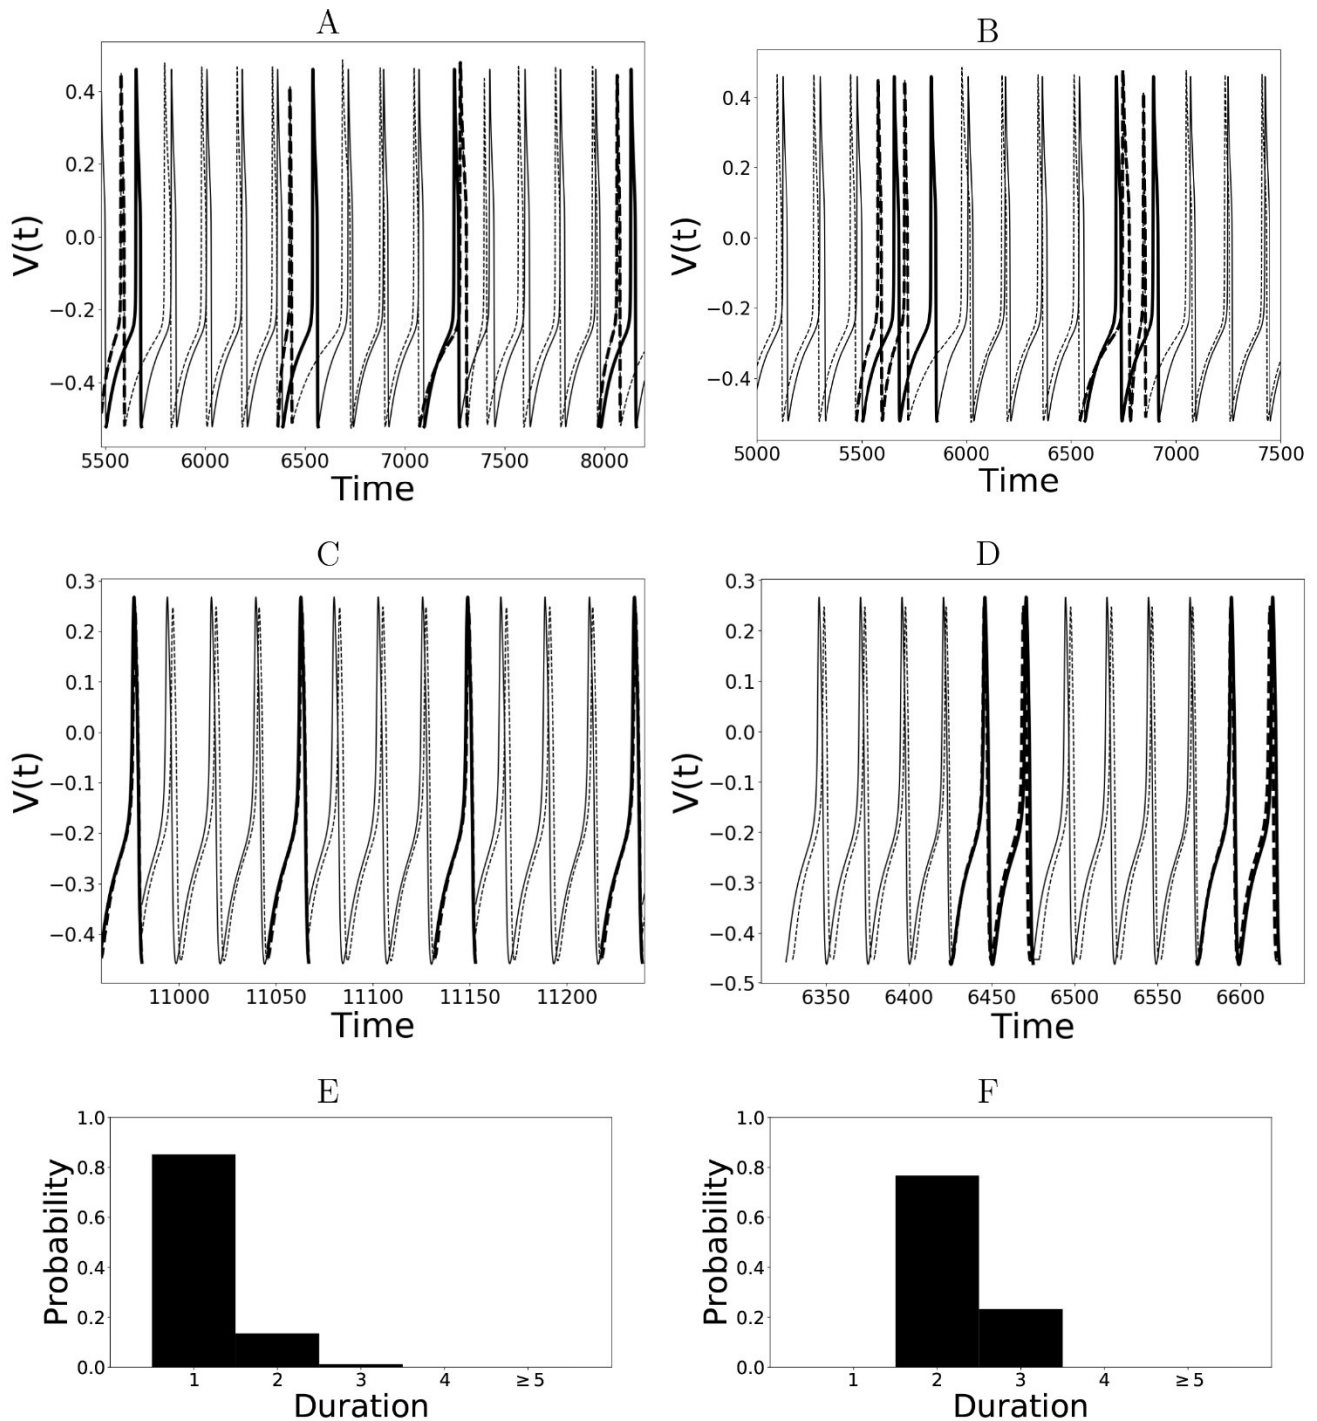 A
B
0.4
0.2
0.0
−0.2
−0.4
V(t)
5500 6000 6500 7000 7500 8000
Time
0.4
0.2
0.0
−0.2
−0.4
V(t)
5000 5500 6000 6500 7000 7500
Time
C
D
0.3
0.2
0.1
0.0
−0.1
−0.2
−0.3
−0.4
V(t)
11000 11050 11100 11150 11200
Time
0.3
0.2
0.1
0.0
−0.1
−0.2
−0.3
−0.4
−0.5
V(t)
6350 6400 6450 6500 6550 6600
Time
E
F
1.0
0.8
0.6
0.4
0.2
0.0
Probability
1 2 3 4 ≥5
Duration
1.0
0.8
0.6
0.4
0.2
0.0
Probability
1 2 3 4 ≥5
Duration